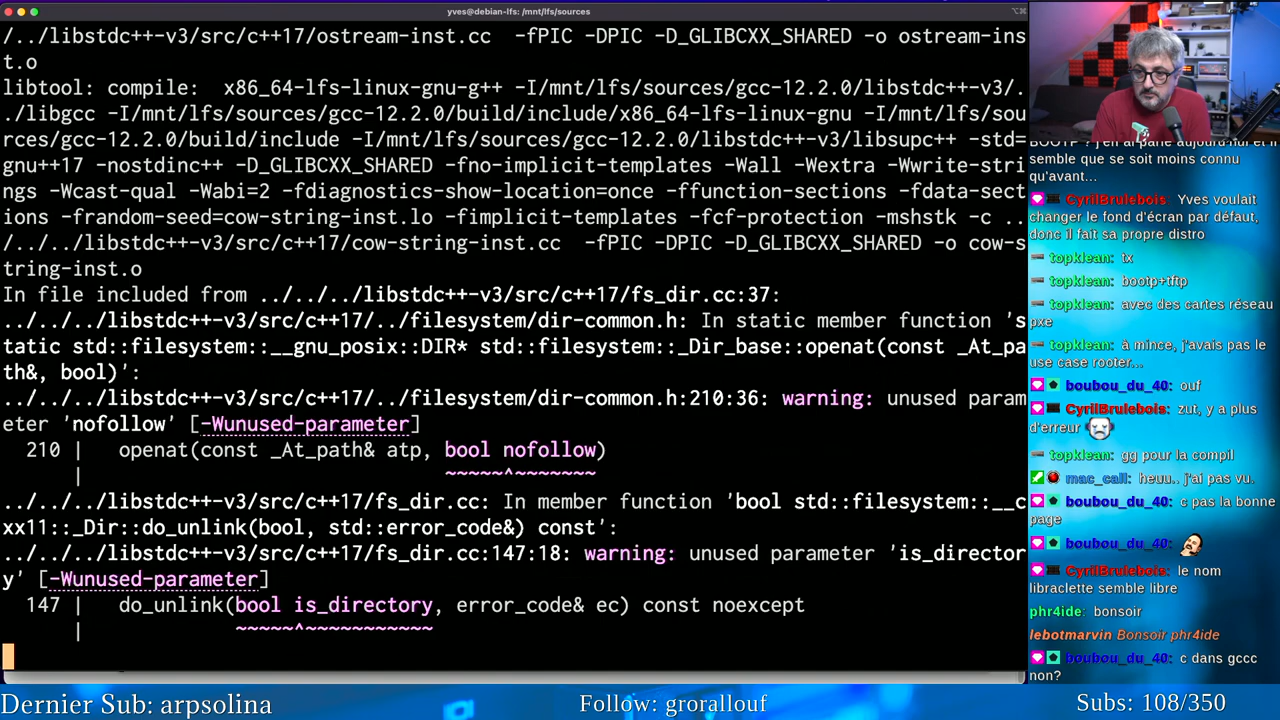 yves@debian-lfs: /mnt/lfs/sources
/../libstdc++-v3/src/c++17/ostream-inst.cc  -fPIC -DPIC -D_GLIBCXX_SHARED -o ostream-ins
t.o
libtool: compile:  x86_64-lfs-linux-gnu-g++ -I/mnt/lfs/sources/gcc-12.2.0/libstdc++-v3/.
./libgcc -I/mnt/lfs/sources/gcc-12.2.0/build/include/x86_64-lfs-linux-gnu -I/mnt/lfs/sou
rces/gcc-12.2.0/build/include -I/mnt/lfs/sources/gcc-12.2.0/libstdc++-v3/libsupc++ -std=
gnu++17 -nostdinc++ -D_GLIBCXX_SHARED -fno-implicit-templates -Wall -Wextra -Wwrite-stri
ngs -Wcast-qual -Wabi=2 -fdiagnostics-show-location=once -ffunction-sections -fdata-sect
ions -frandom-seed=cow-string-inst.lo -fimplicit-templates -fcf-protection -mshstk -c ..
/../libstdc++-v3/src/c++17/cow-string-inst.cc  -fPIC -DPIC -D_GLIBCXX_SHARED -o cow-s
tring-inst.o
In file included from ../../../libstdc++-v3/src/c++17/fs_dir.cc:37:
../../../libstdc++-v3/src/c++17/../filesystem/dir-common.h: In static member function 's
tatic std::filesystem::__gnu_posix::DIR* std::filesystem::_Dir_base::openat(const _At_pa
th&, bool)':
../../../libstdc++-v3/src/c++17/../filesystem/dir-common.h:210:36: warning: unused param
eter 'nofollow' [-Wunused-parameter]
210 |   openat(const _At_path& atp, bool nofollow)
|                               ~~~~~^~~~~~~~
../../../libstdc++-v3/src/c++17/fs_dir.cc: In member function 'bool std::filesystem::__c
xx11::_Dir::do_unlink(bool, std::error_code&) const':
../../../libstdc++-v3/src/c++17/fs_dir.cc:147:18: warning: unused parameter 'is_director
y' [-Wunused-parameter]
147 |   do_unlink(bool is_directory, error_code& ec) const noexcept
|             ~~~~~^~~~~~~~~~~~
semble que se soit moins connu
qu'avant...
CyrilBrulebois: Yves voulait
changer le fond d'écran par défaut,
donc il fait sa propre distro
topklean: tx
topklean: bootp+tftp
topklean: avec des cartes réseau
pxe
topklean: à mince, j'avais pas le
use case rooter...
boubou_du_40: ouf
CyrilBrulebois: zut, y a plus
d'erreur
topklean: gg pour la compil
mac_call: heuu.. j'ai pas vu.
boubou_du_40: c pas la bonne
page
boubou_du_40:
CyrilBrulebois: le nom
libraclette semble libre
phr4ide: bonsoir
lebotmarvin Bonsoir phr4ide
boubou_du_40: c dans gccc
non?
Dernier Sub: arpsolina
Follow: grorallouf
Subs: 108/350